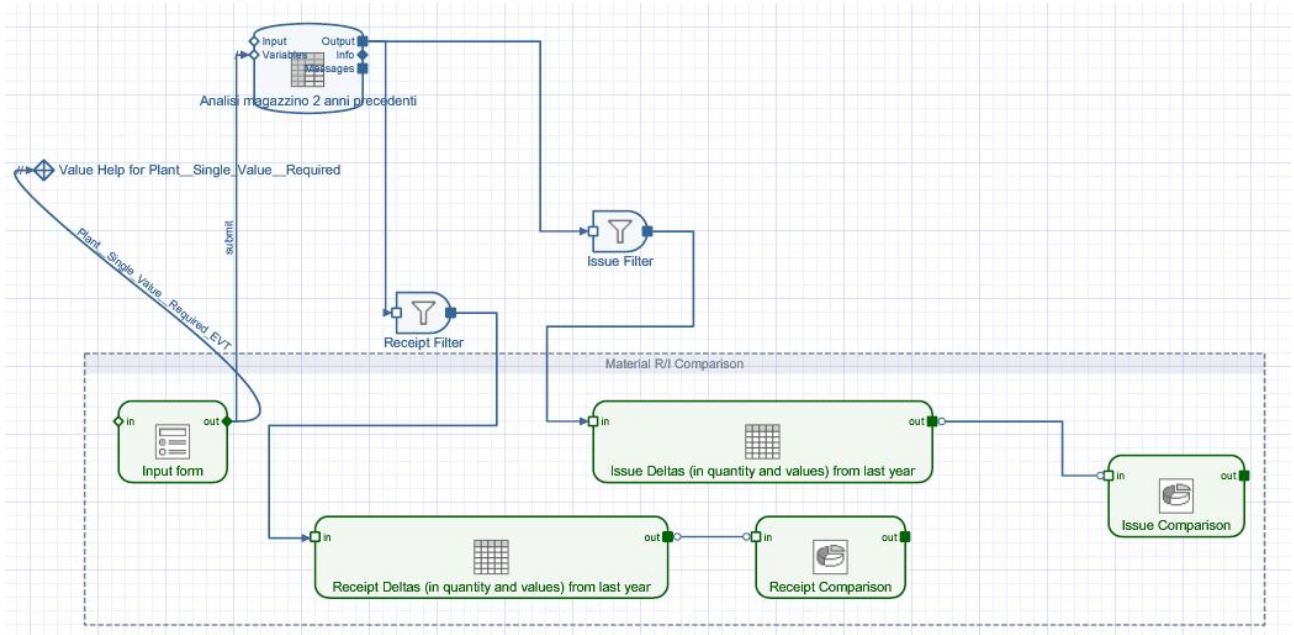 Input
Output
Variables
Info
Messages
Analisi magazzino 2 anni precedenti
Value Help for Plant__Single_Value__Required
submit
Plant__Single_Value__Required_EVT
Issue Filter
Receipt Filter
Material R/I Comparison
in
out
Input form
in
out
Issue Deltas (in quantity and values) from last year
in
out
Issue Comparison
in
out
Receipt Deltas (in quantity and values) from last year
in
out
Receipt Comparison